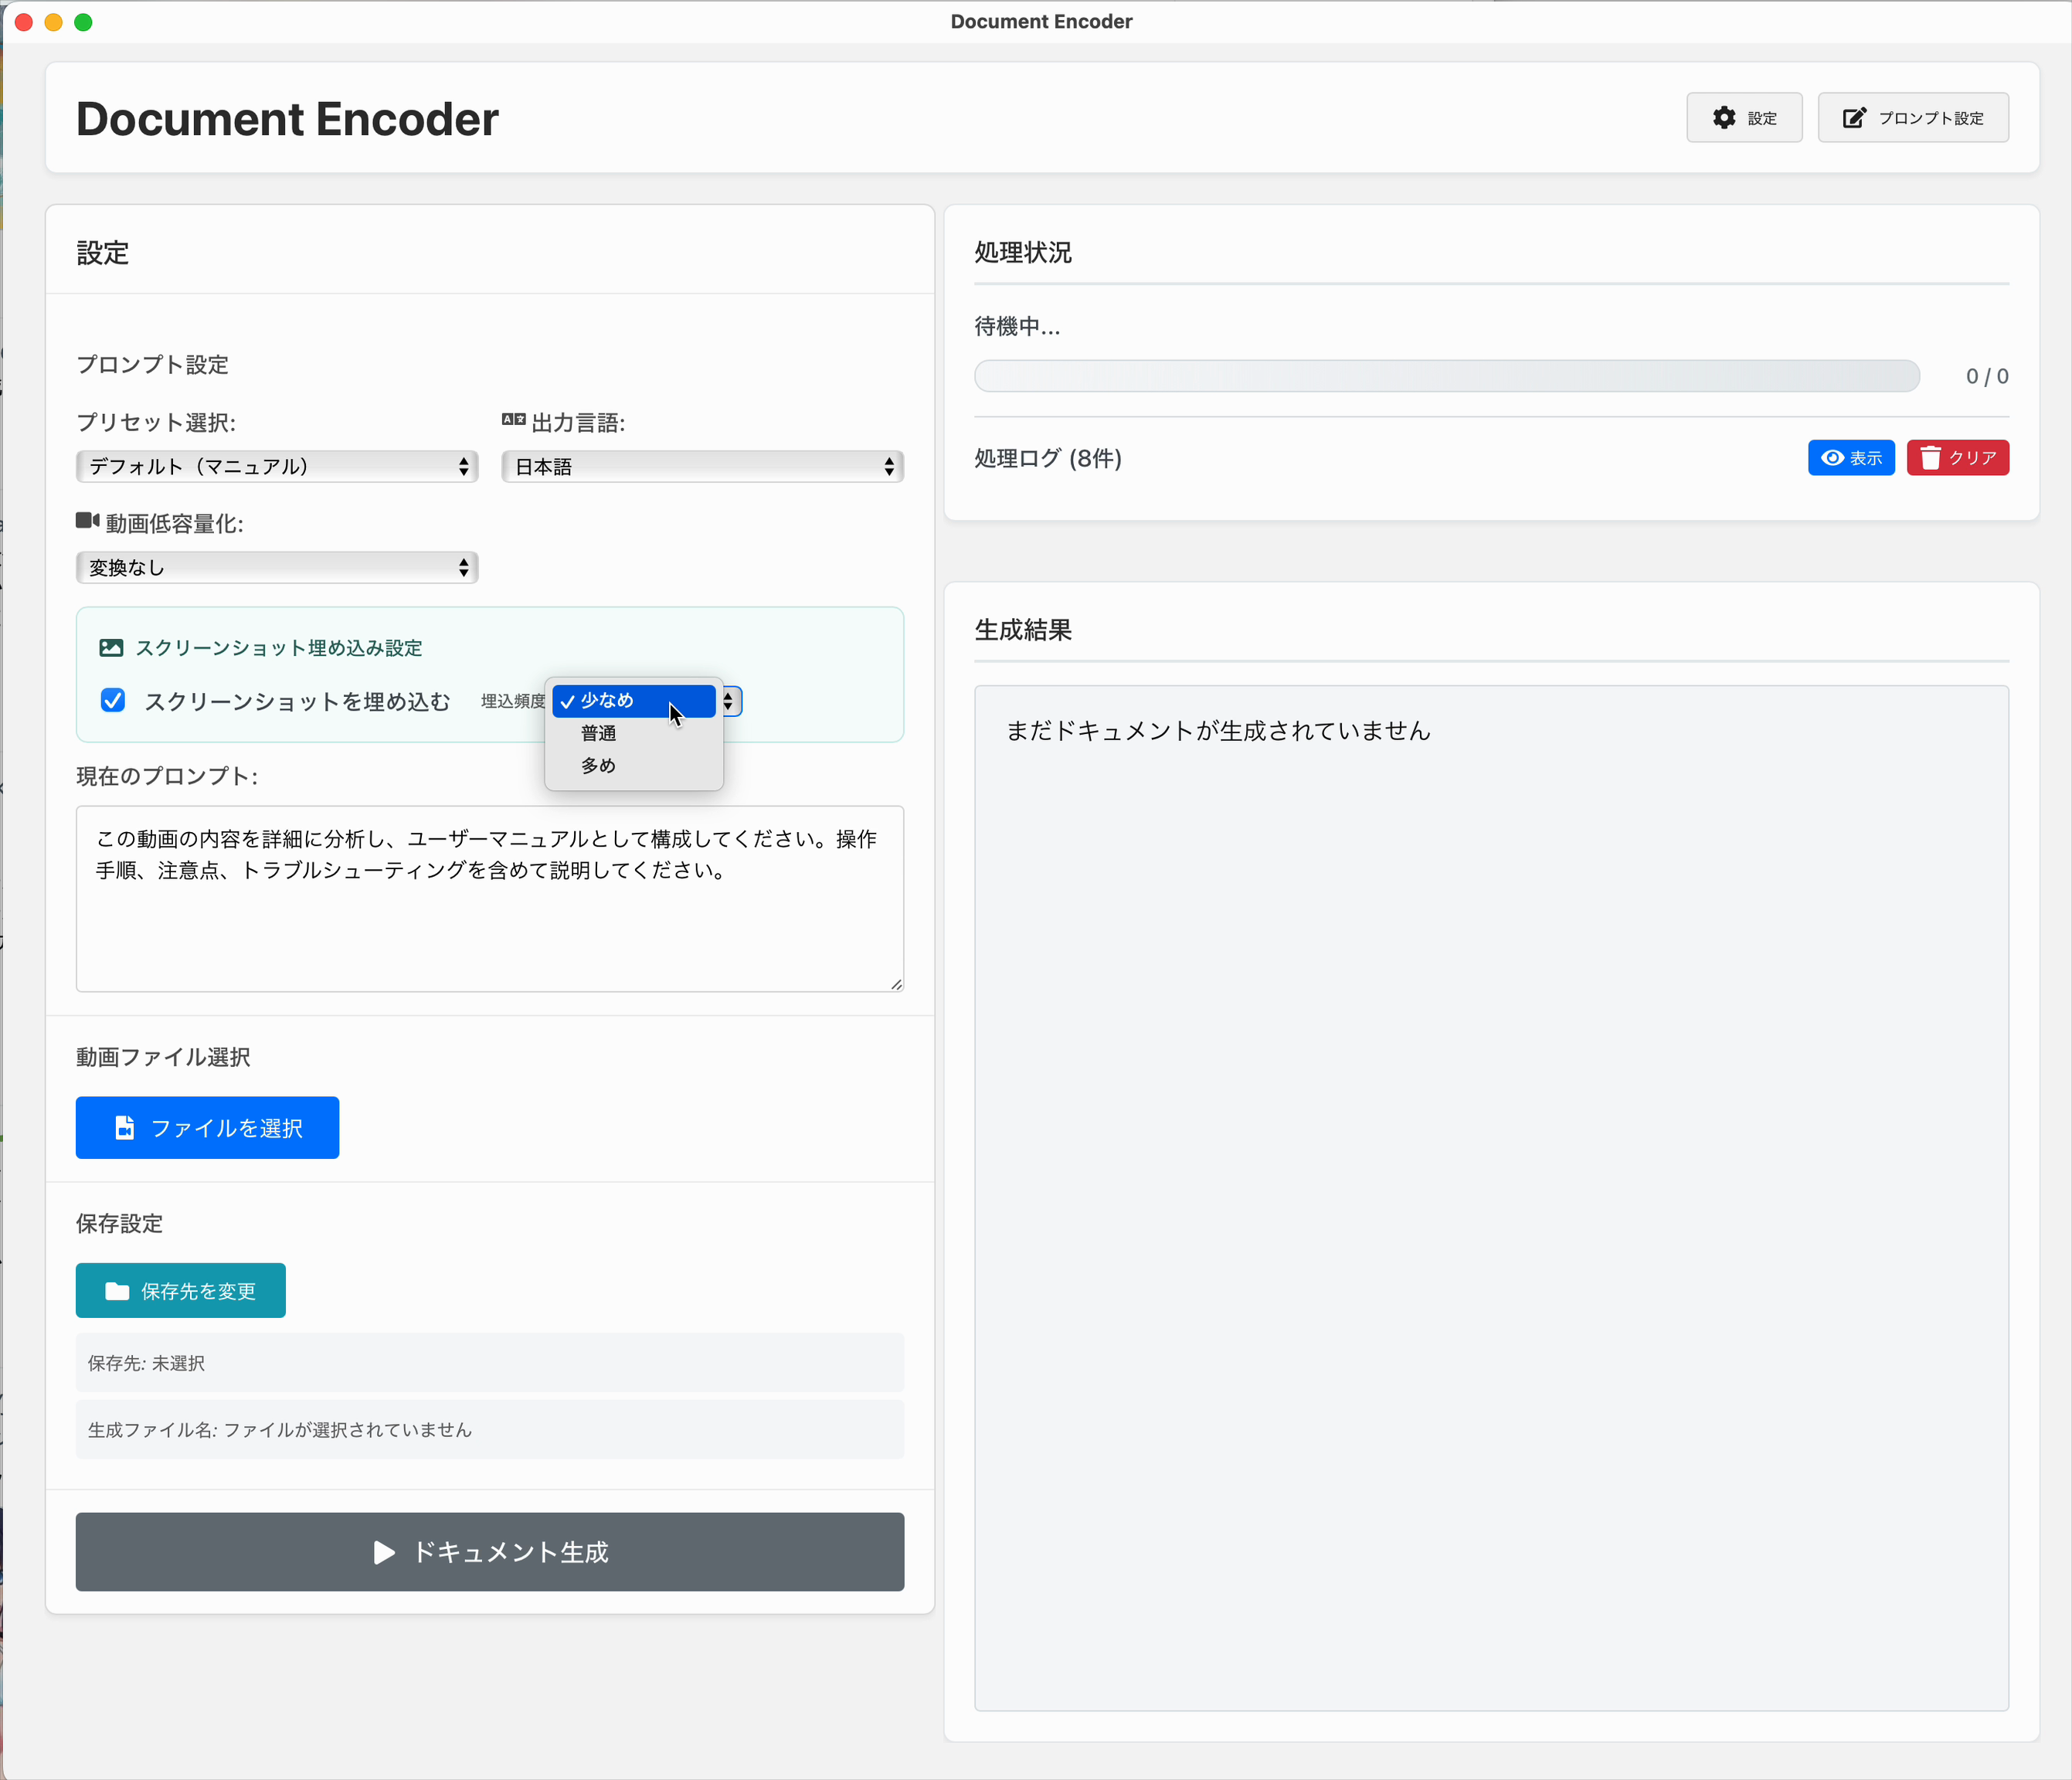 Document Encoder
Document Encoder
設定
プロンプト設定
設定
プロンプト設定
プリセット選択:
出力言語:
デフォルト（マニュアル）
日本語
動画低容量化:
変換なし
スクリーンショット埋め込み設定
スクリーンショットを埋め込む
埋込頻度
少なめ
普通
多め
現在のプロンプト:
この動画の内容を詳細に分析し、ユーザーマニュアルとして構成してください。操作
手順、注意点、トラブルシューティングを含めて説明してください。
動画ファイル選択
ファイルを選択
保存設定
保存先を変更
保存先: 未選択
生成ファイル名: ファイルが選択されていません
ドキュメント生成
処理状況
待機中...
0 / 0
処理ログ (8件)
表示
クリア
生成結果
まだドキュメントが生成されていません